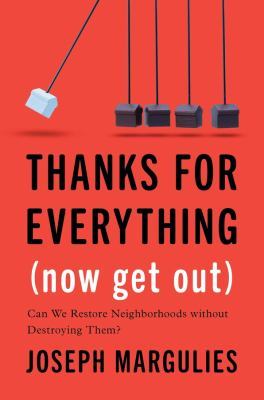 THANKS FOR
EVERYTHING
(now get out)
Can We Restore Neighborhoods without
Destroying Them?
JOSEPH MARGULIES